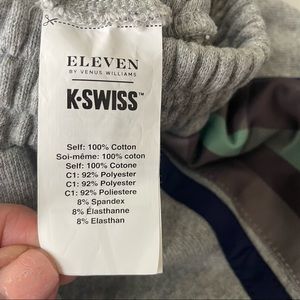 ELEVEN
BY VENUS WILLIAMS
K•SWISS™
Self: 100% Cotton
Soi-même: 100% coton
Self: 100% Cotone
C1: 92% Polyester
C1: 92% Polyester
C1: 92% Poliestere
8% Spandex
8% Élasthanne
8% Elasthan